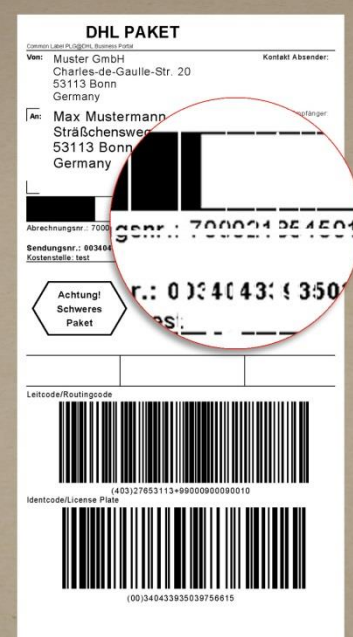 DHL PAKET
Common Label PLG@DHL Business Portal
Von: Muster GmbH
Kontakt Absender:
Charles-de-Gaulle-Str. 20
53113 Bonn
Germany
An: Max Mustermann
Sträßchensweg
53113 Bonn
Germany
Abrechnungsnr.: 7000
Sendungsnr.: 003404
Kostenstelle: test
Achtung!
Schweres
Paket
Leitcode/Routingcode
(403)27653113+99000900090010
Identcode/License Plate
(00)340433935039756615